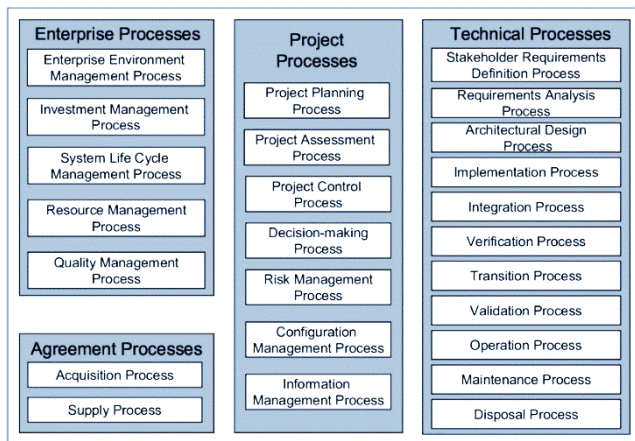 Enterprise Processes
Enterprise Environment
Management Process
Investment Management
Process
System Life Cycle
Management Process
Resource Management
Process
Quality Management
Process
Agreement Processes
Acquisition Process
Supply Process
Project
Processes
Project Planning
Process
Project Assessment
Process
Project Control
Process
Decision-making
Process
Risk Management
Process
Configuration
Management Process
Information
Management Process
Technical Processes
Stakeholder Requirements
Definition Process
Requirements Analysis
Process
Architectural Design
Process
Implementation Process
Integration Process
Verification Process
Transition Process
Validation Process
Operation Process
Maintenance Process
Disposal Process